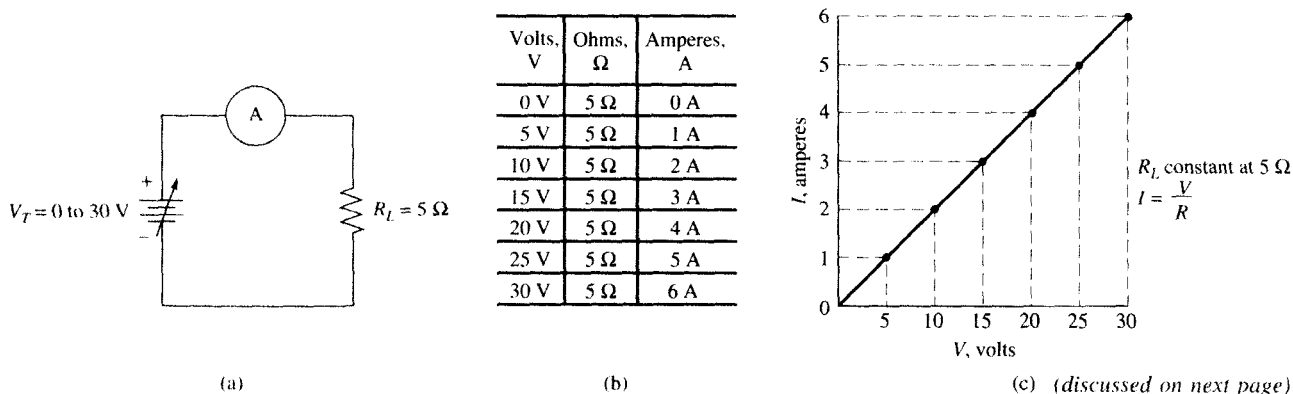 A
+
V_T = 0 to 30 V
−
R_L = 5 Ω
(a)
Volts, V Ohms, Ω Amperes, A
0 V 5 Ω 0 A
5 V 5 Ω 1 A
10 V 5 Ω 2 A
15 V 5 Ω 3 A
20 V 5 Ω 4 A
25 V 5 Ω 5 A
30 V 5 Ω 6 A
(b)
I, amperes
6
5
4
3
2
1
0
5 10 15 20 25 30
V, volts
R_L constant at 5 Ω
I = V/R
(c) (discussed on next page)